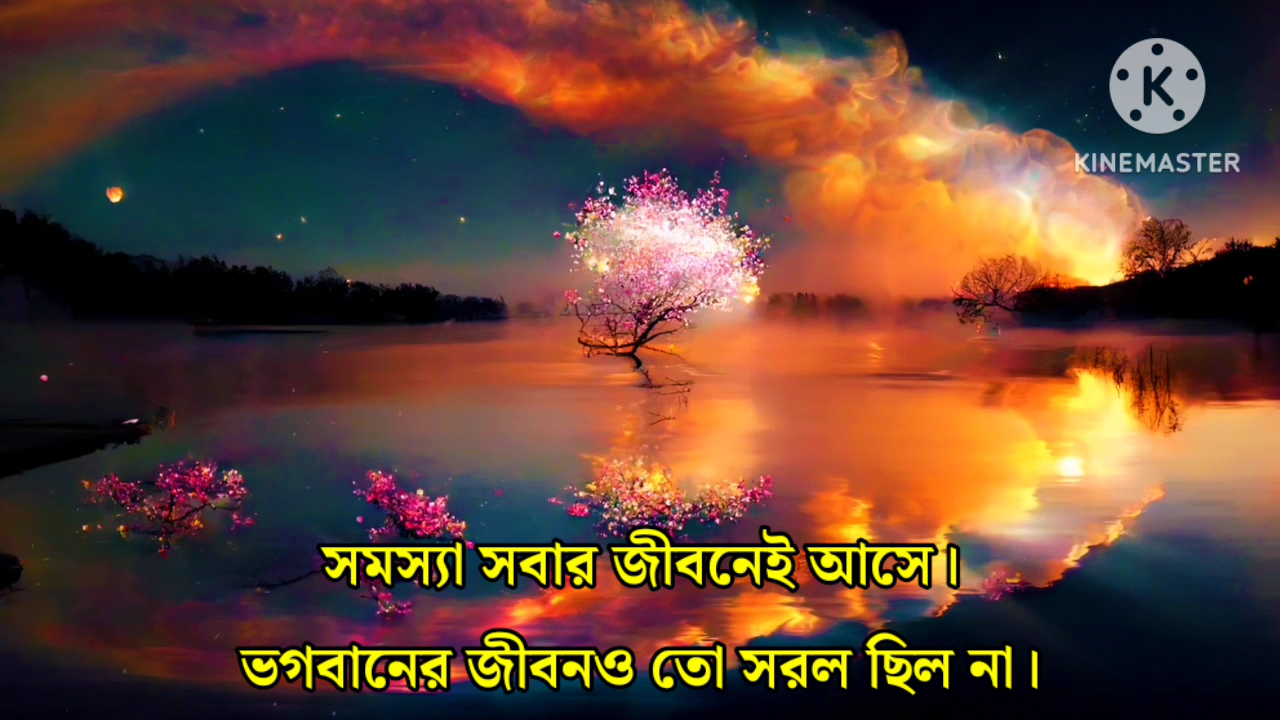 K
KINEMASTER
সমস্যা সবার জীবনেই আসে।
ভগবানের জীবনও তো সরল ছিল না।